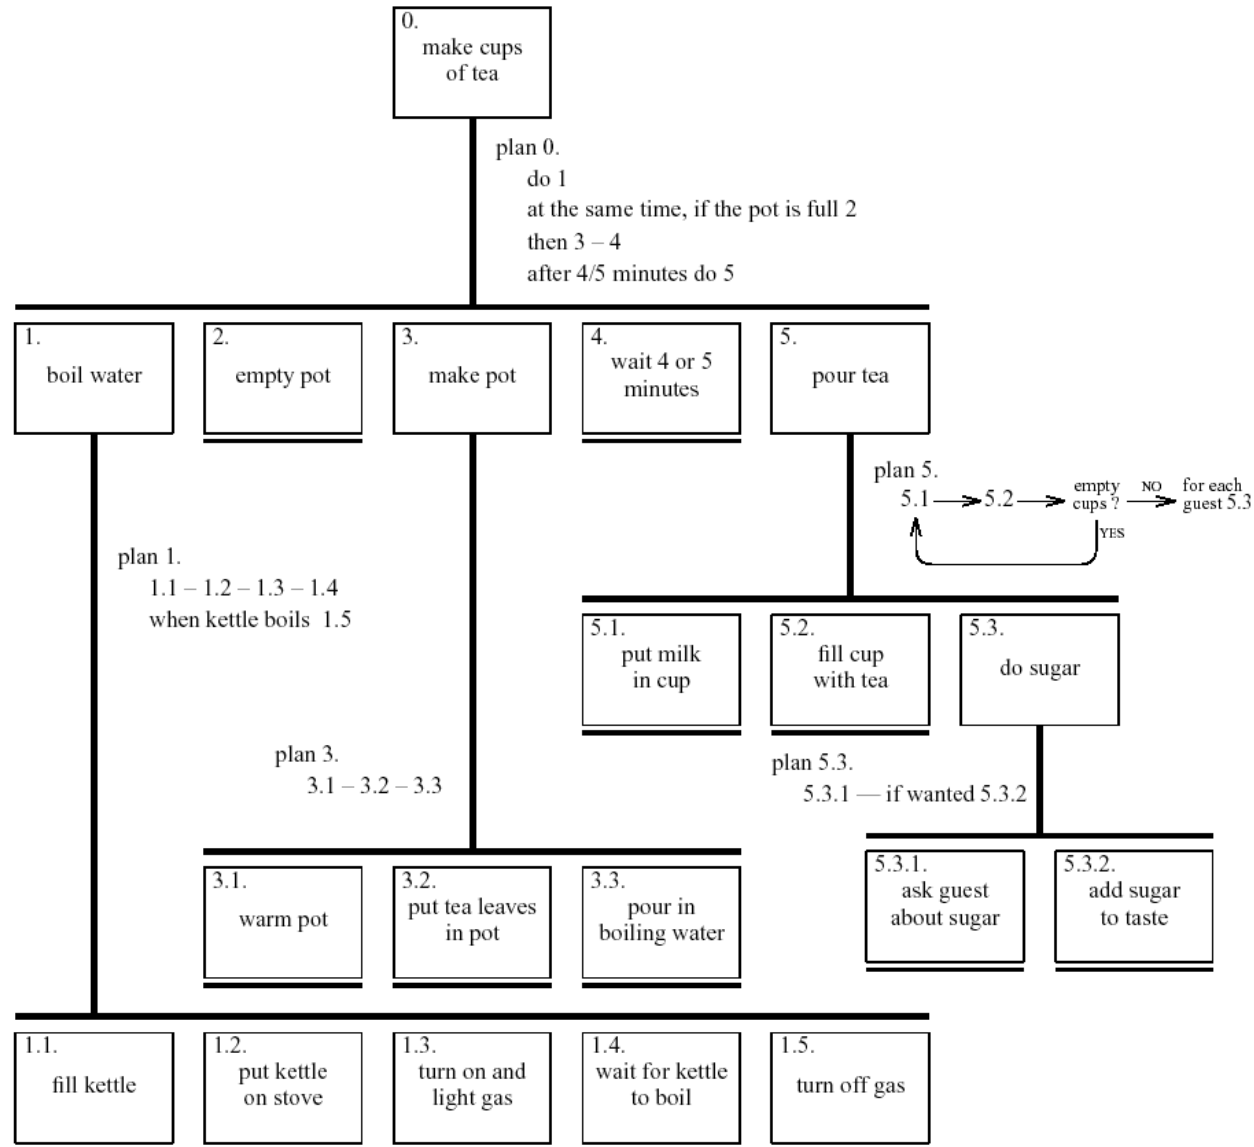 0.
make cups
of tea
plan 0.
do 1
at the same time, if the pot is full 2
then 3 – 4
after 4/5 minutes do 5
1.
boil water
2.
empty pot
3.
make pot
4.
wait 4 or 5
minutes
5.
pour tea
plan 5.
5.1
5.2
empty
cups ?
NO
for each
guest 5.3
YES
plan 1.
1.1 – 1.2 – 1.3 – 1.4
when kettle boils 1.5
5.1.
put milk
in cup
5.2.
fill cup
with tea
5.3.
do sugar
plan 3.
3.1 – 3.2 – 3.3
plan 5.3.
5.3.1 — if wanted 5.3.2
3.1.
warm pot
3.2.
put tea leaves
in pot
3.3.
pour in
boiling water
5.3.1.
ask guest
about sugar
5.3.2.
add sugar
to taste
1.1.
fill kettle
1.2.
put kettle
on stove
1.3.
turn on and
light gas
1.4.
wait for kettle
to boil
1.5.
turn off gas